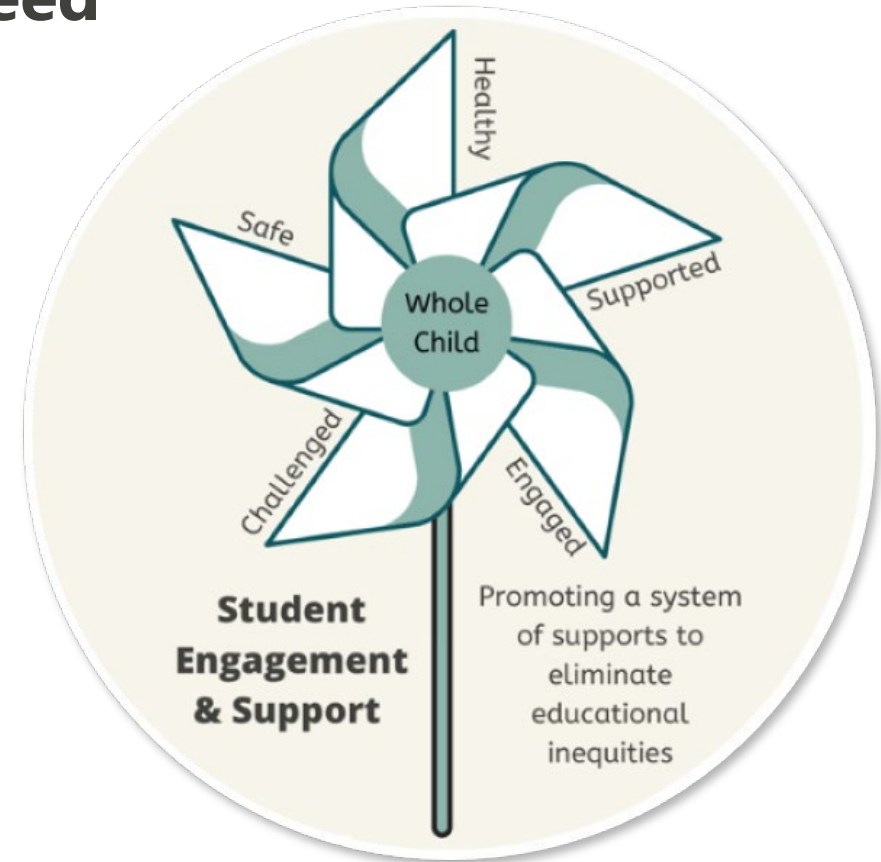 Healthy
Safe
Supported
Whole
Child
Challenged
Engaged
Student
Engagement
& Support
Promoting a system
of supports to
eliminate
educational
inequities